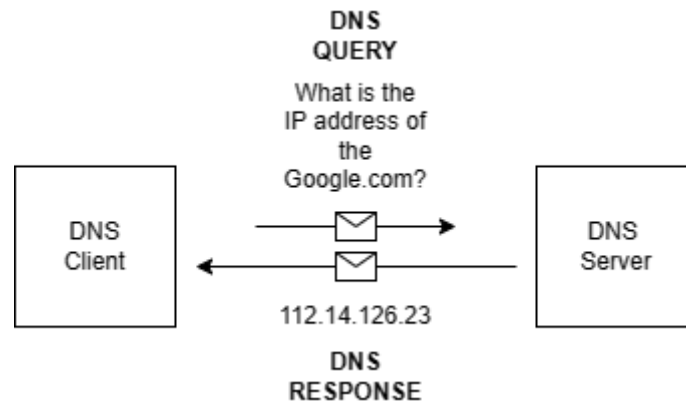 DNS
QUERY
What is the
IP address of
the
Google.com?
DNS
Client
DNS
Server
112.14.126.23
DNS
RESPONSE